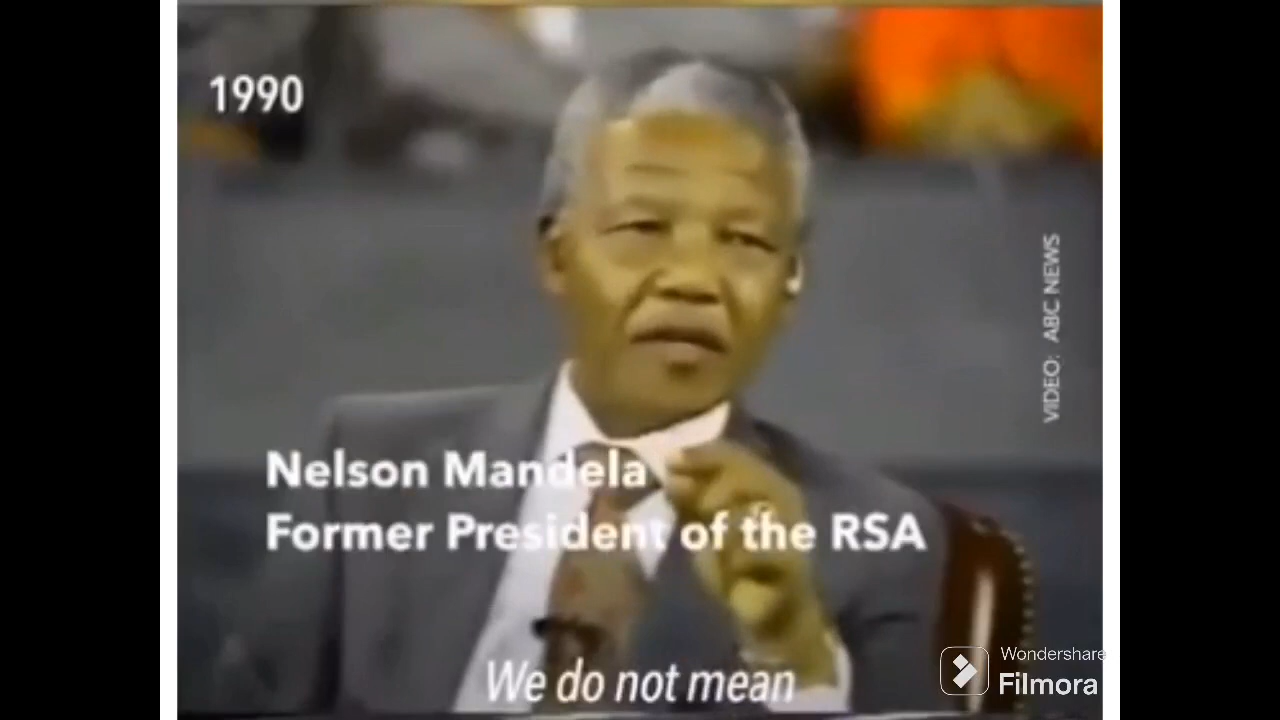 1990
VIDEO: ABC NEWS
Nelson Mandela
Former President of the RSA
We do not mean
Wondershare
Filmora